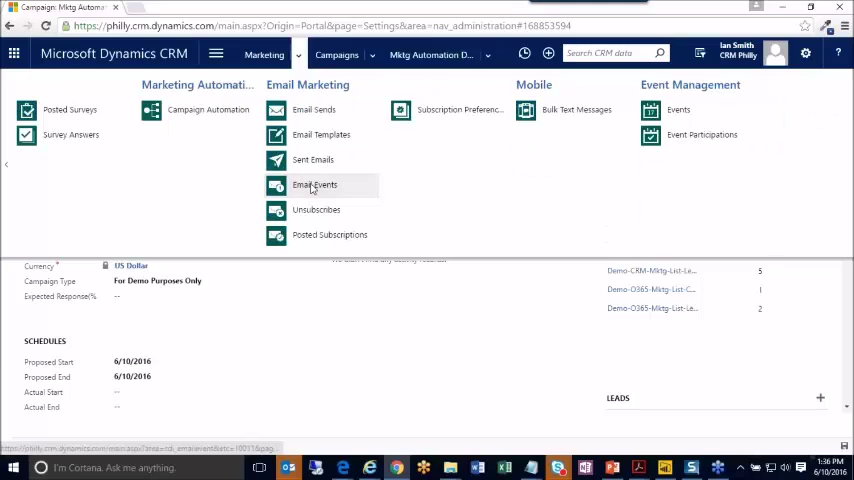 Campaign: Mktg Automat
https://philly.crm.dynamics.com/main.aspx?Origin=Portal&page=Settings&area=nav_administration#168853594
Microsoft Dynamics CRM
Marketing
Campaigns
Mktg Automation D...
Search CRM data
Ian Smith
CRM Philly
Marketing Automati...
Email Marketing
Mobile
Event Management
Posted Surveys
Campaign Automation
Email Sends
Subscription Preferenc...
Bulk Text Messages
Events
Survey Answers
Email Templates
Event Participations
Sent Emails
Email Events
Unsubscribes
Posted Subscriptions
Currency *
US Dollar
Campaign Type
For Demo Purposes Only
Expected Response(%
--
Demo-CRM-Mktg-List-Le...
5
Demo-O365-Mktg-List-C...
1
Demo-O365-Mktg-List-Le...
2
SCHEDULES
Proposed Start
6/10/2016
Proposed End
6/10/2016
Actual Start
--
Actual End
--
LEADS
I'm Cortana. Ask me anything.
1:36 PM
6/10/2016